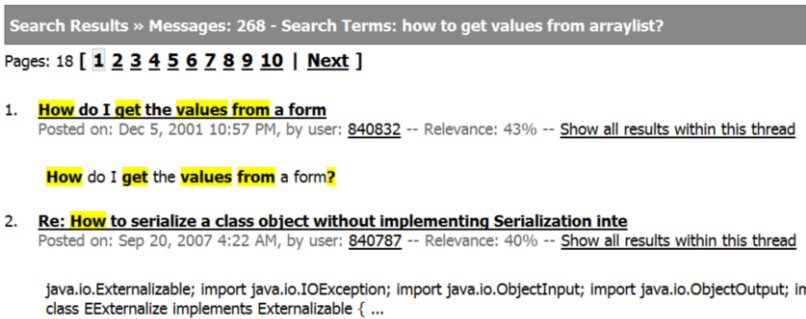 Search Results » Messages: 268 - Search Terms: how to get values from arraylist?
Pages: 18 [ 1 2 3 4 5 6 7 8 9 10 | Next ]
1. How do I get the values from a form
Posted on: Dec 5, 2001 10:57 PM, by user: 840832 -- Relevance: 43% -- Show all results within this thread
How do I get the values from a form?
2. Re: How to serialize a class object without implementing Serialization inte
Posted on: Sep 20, 2007 4:22 AM, by user: 840787 -- Relevance: 40% -- Show all results within this thread
java.io.Externalizable; import java.io.IOException; import java.io.ObjectInput; import java.io.ObjectOutput; im
class EExternalize implements Externalizable { ...